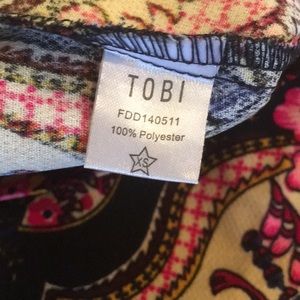 TOBI
FDD140511
100% Polyester
XS